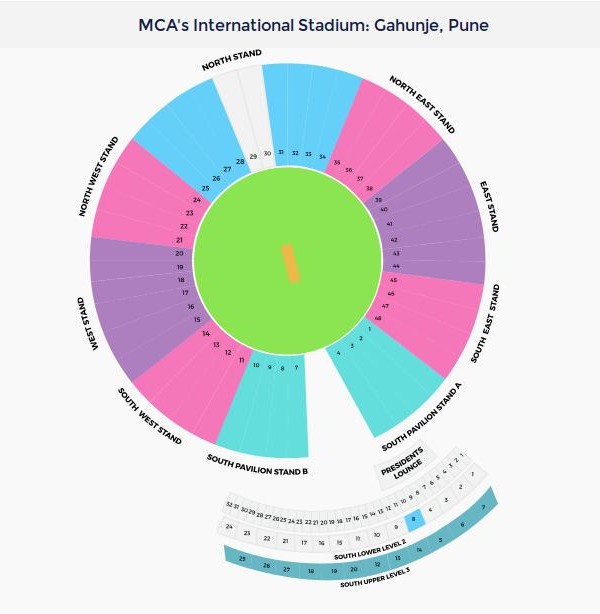 MCA's International Stadium: Gahunje, Pune
NORTH STAND
NORTH EAST STAND
EAST STAND
SOUTH EAST STAND
SOUTH PAVILION STAND A
SOUTH PAVILION STAND B
SOUTH WEST STAND
WEST STAND
NORTH WEST STAND
28 29 30 31 32 33 34
35 36 37 38
39 40 41 42 43 44
45 46 47 48
1 2 3 4
7 8 9 10
11 12 13 14
15 16 17 18 19 20
21 22 23 24
25 26 27
PRESIDENTS
LOUNGE
32 31 30 29 28 27 26 25 24 23 22 21 20 19 18 17 16 15 14 13 12 11 10 9 8 7 6 5 4 3 2 1
24 23 22 21 17 16 15 11 10 9 8 4 3 2 1
SOUTH LOWER LEVEL 2
25 26 27 18 19 20 12 13 14 5 6 7
SOUTH UPPER LEVEL 3